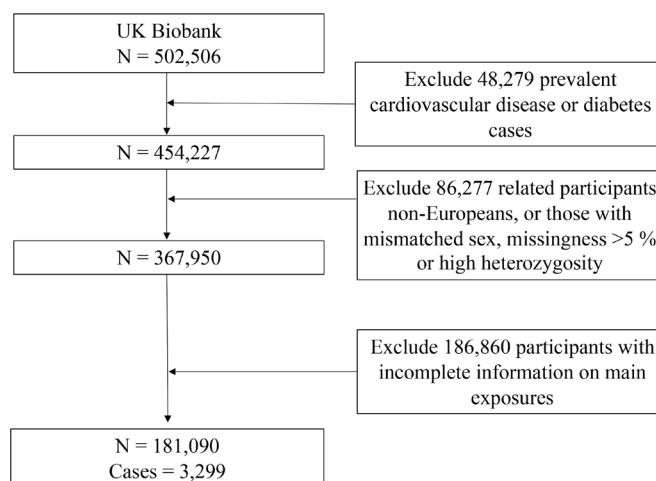 UK Biobank
N = 502,506
Exclude 48,279 prevalent
cardiovascular disease or diabetes
cases
N = 454,227
Exclude 86,277 related participants,
non-Europeans, or those with
mismatched sex, missingness >5 %
or high heterozygosity
N = 367,950
Exclude 186,860 participants with
incomplete information on main
exposures
N = 181,090
Cases = 3,299